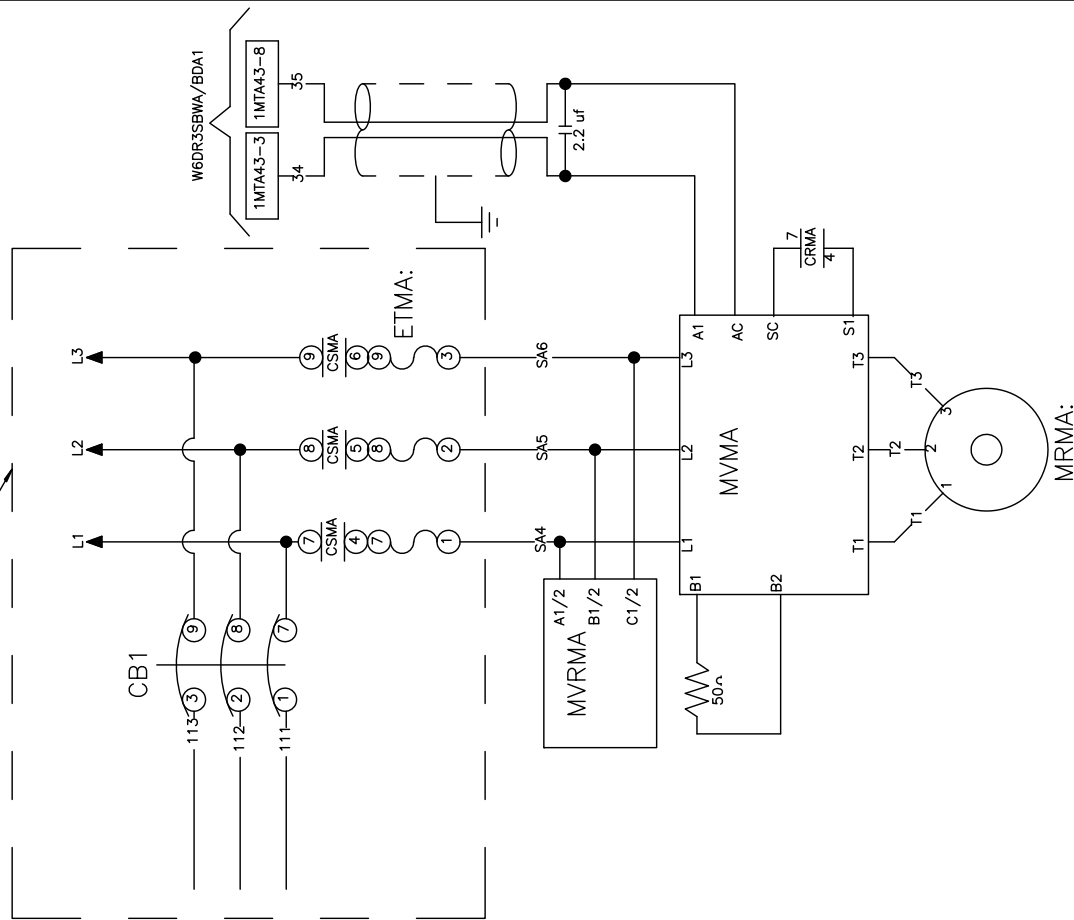 W6DR3SBWA/BDA1
1MTA43-3
1MTA43-8
34
35
2.2 uf
L1
L2
L3
CB1
3
9
113
2
8
112
1
7
111
7
CSMA
4
7
1
8
CSMA
5
8
2
9
CSMA
6
9
3
ETMA:
SA4
SA5
SA6
MVRMA
A1/2
B1/2
C1/2
MVMA
L1
L2
L3
A1
AC
SC
S1
B1
B2
T1
T2
T3
7
CRMA
4
50Ω
T1
T2
T3
1
2
3
MRMA: